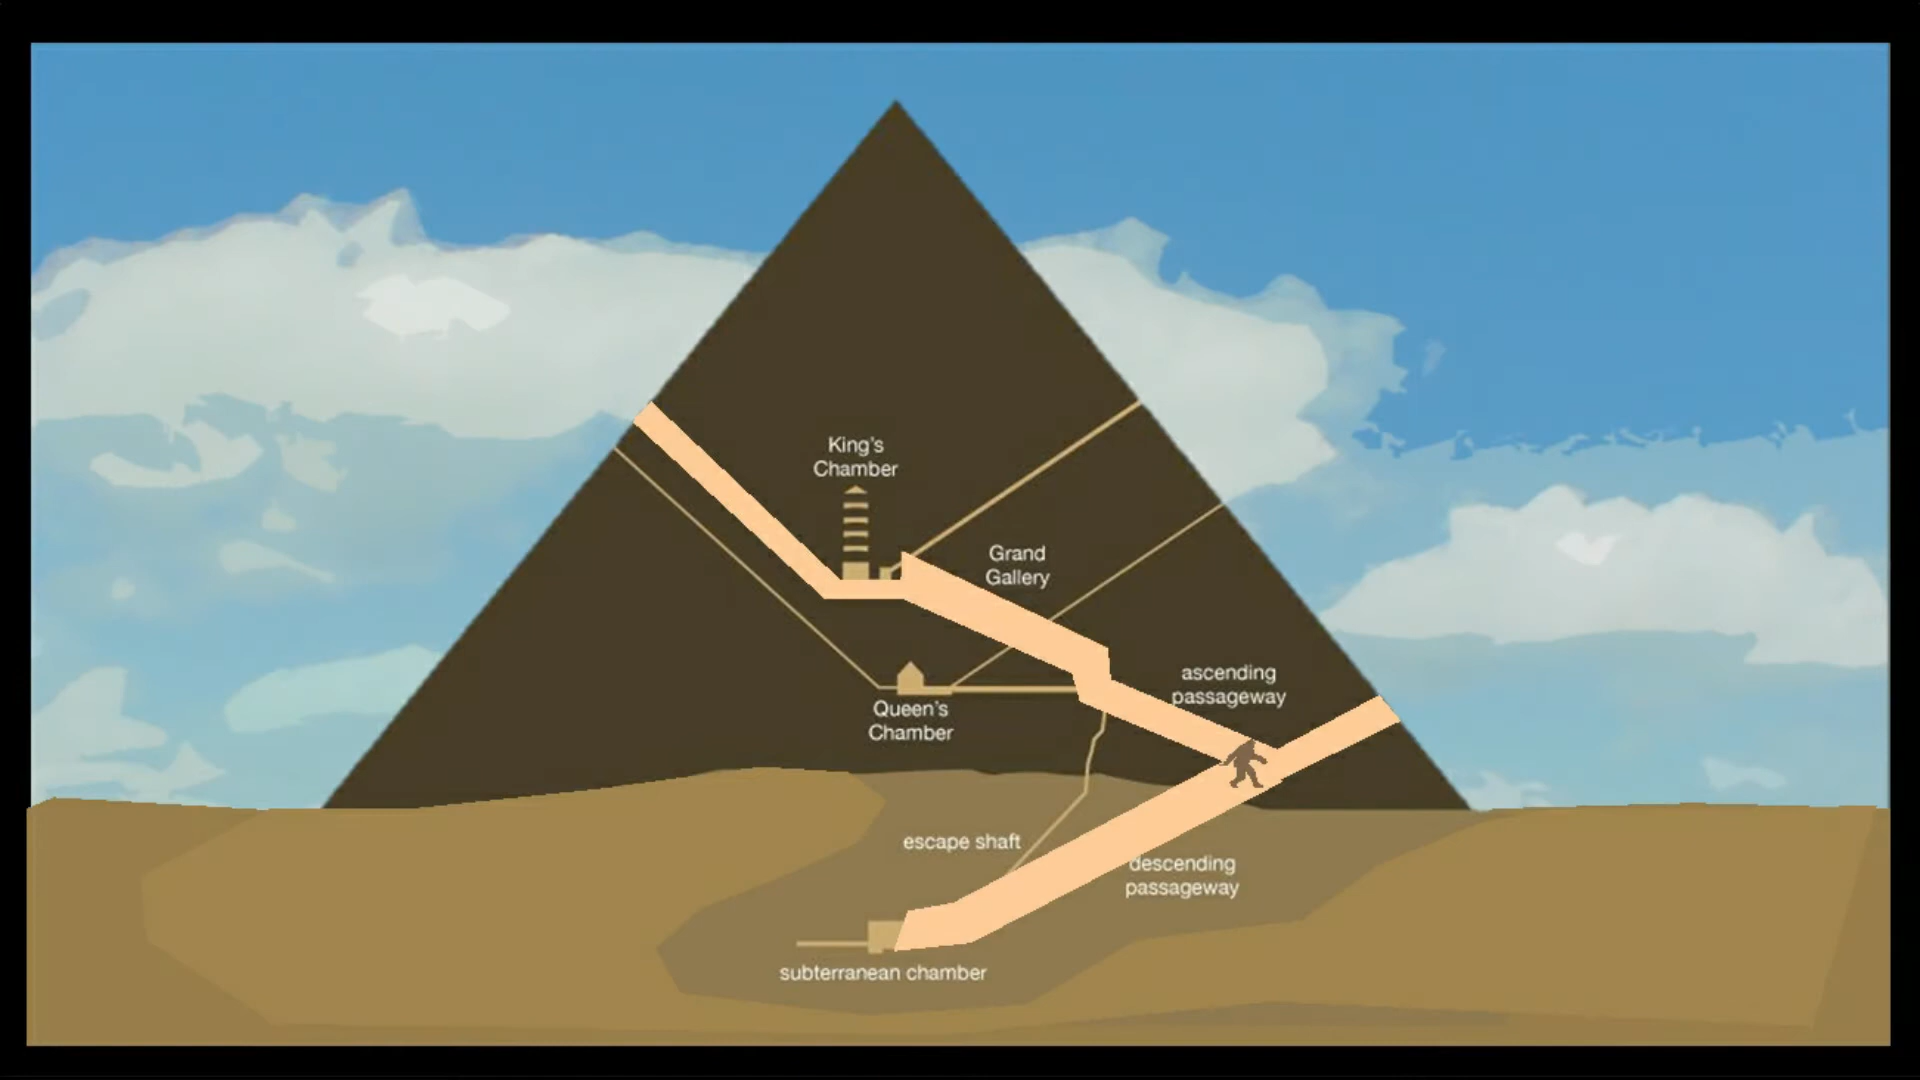 King's
Chamber
Grand
Gallery
ascending
passageway
Queen's
Chamber
escape shaft
descending
passageway
subterranean chamber